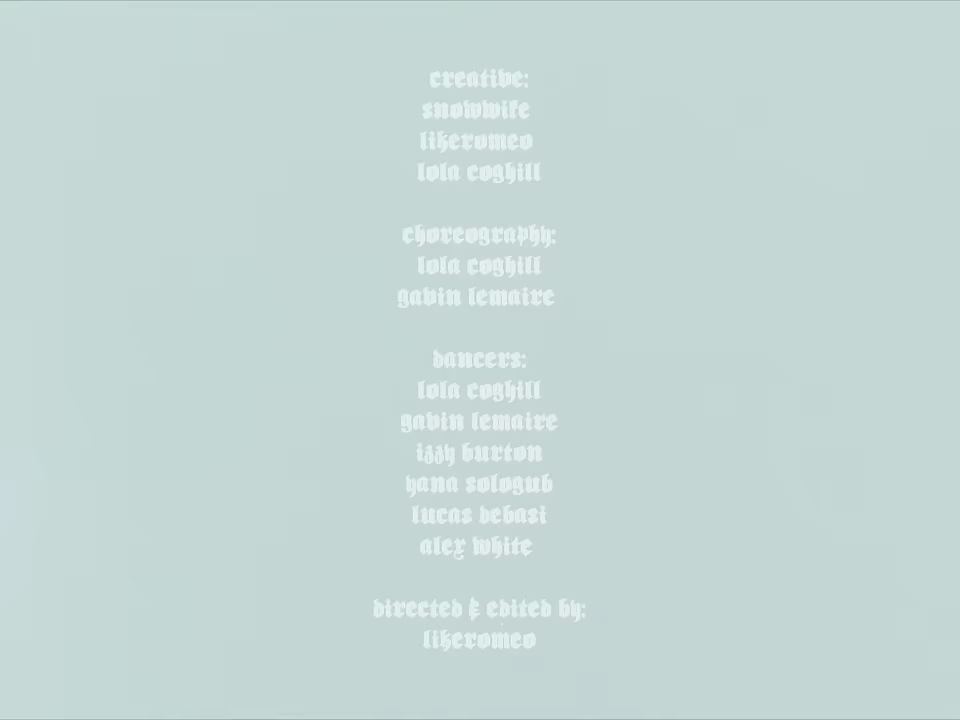 creative:
snowwife
likeromeo
lola coghill
choreography:
lola coghill
gavin lemaire
dancers:
lola coghill
gavin lemaire
izzy burton
yana sologub
lucas debasi
alex white
directed & edited by:
likeromeo